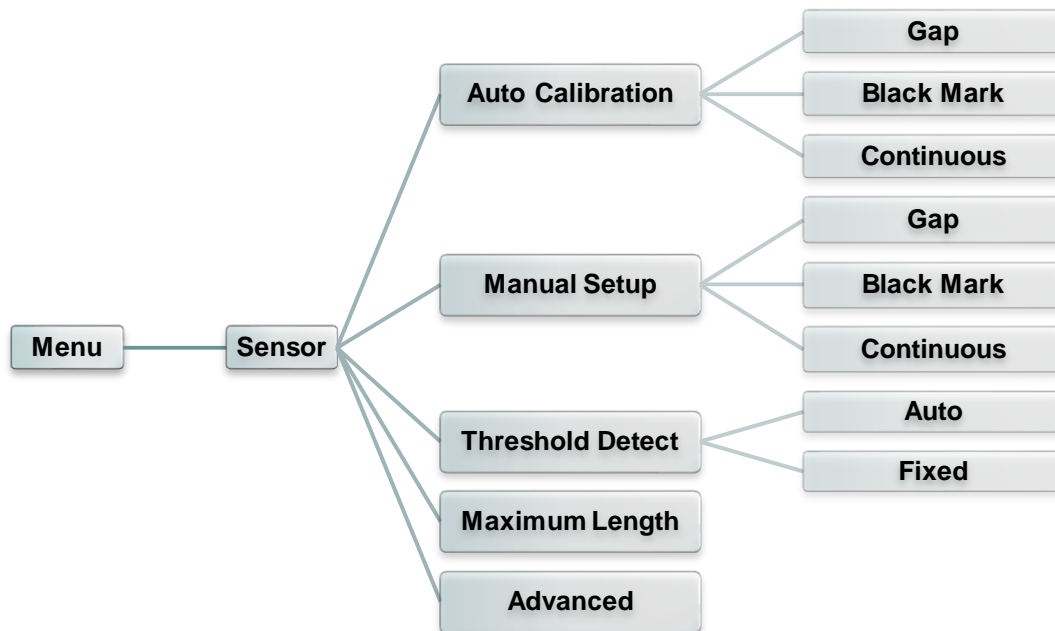 Menu
Sensor
Auto Calibration
Gap
Black Mark
Continuous
Manual Setup
Gap
Black Mark
Continuous
Threshold Detect
Auto
Fixed
Maximum Length
Advanced